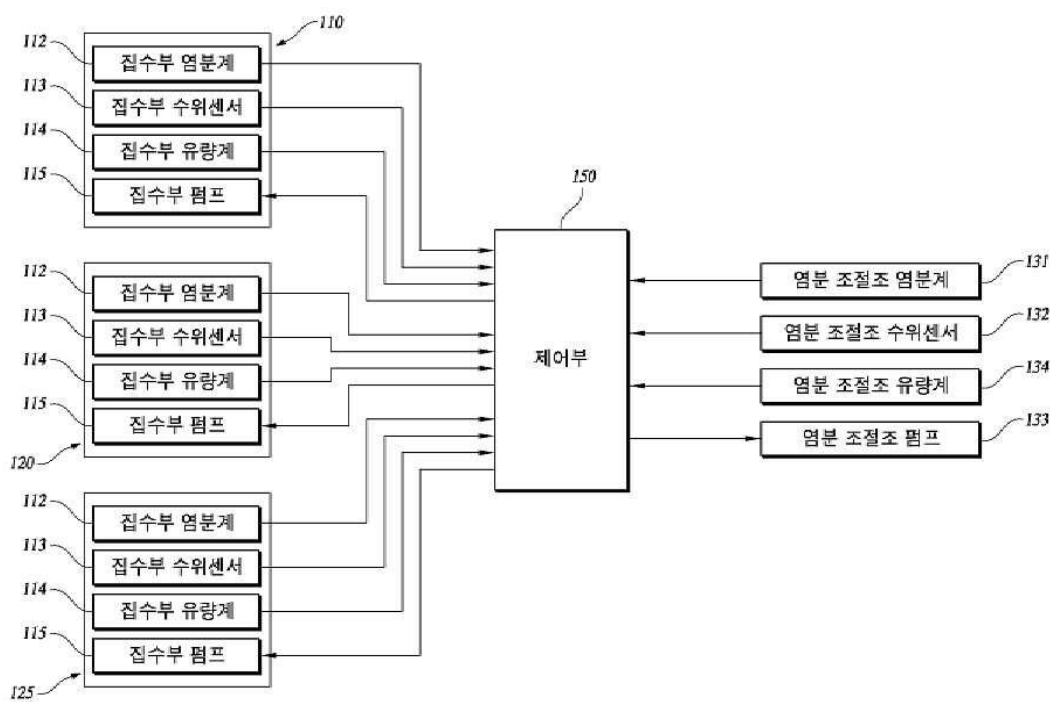 110
112
집수부 염분계
113
집수부 수위센서
114
집수부 유량계
115
집수부 펌프
112
집수부 염분계
113
집수부 수위센서
114
집수부 유량계
115
집수부 펌프
120
112
집수부 염분계
113
집수부 수위센서
114
집수부 유량계
115
집수부 펌프
125
150
제어부
염분 조절조 염분계
131
염분 조절조 수위센서
132
염분 조절조 유량계
134
염분 조절조 펌프
133